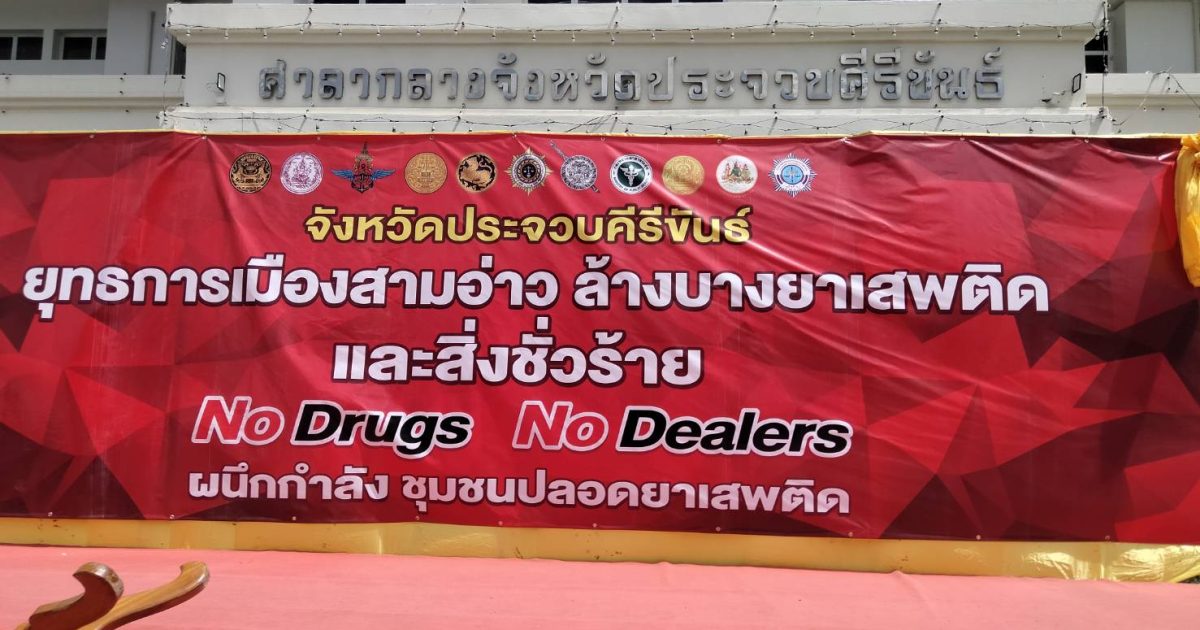 ศาลากลางจังหวัดประจวบคีรีขันธ์
จังหวัดประจวบคีรีขันธ์
ยุทธการเมืองสามอ่าว ล้างบางยาเสพติด
และสิ่งชั่วร้าย
No Drugs No Dealers
ผนึกกำลัง ชุมชนปลอดยาเสพติด